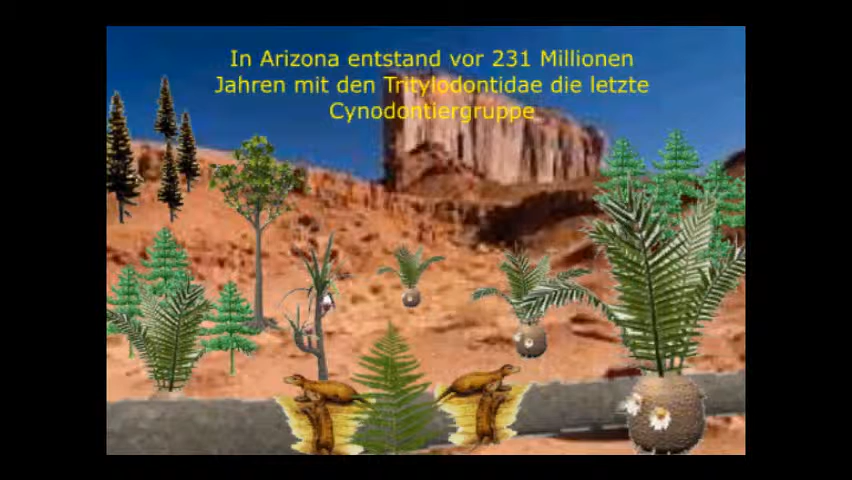 In Arizona entstand vor 231 Millionen
Jahren mit den Tritylodontidae die letzte
Cynodontiergruppe